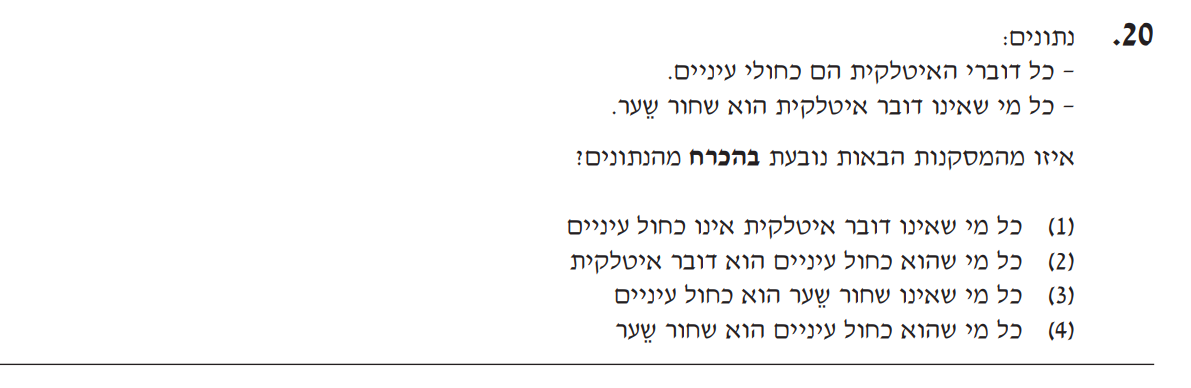 20. נתונים:
– כל דוברי האיטלקית הם כחולי עיניים.
– כל מי שאינו דובר איטלקית הוא שחור שֵׂער.
איזו מהמסקנות הבאות נובעת בהכרח מהנתונים?
(1) כל מי שאינו דובר איטלקית אינו כחול עיניים
(2) כל מי שהוא כחול עיניים הוא דובר איטלקית
(3) כל מי שאינו שחור שֵׂער הוא כחול עיניים
(4) כל מי שהוא כחול עיניים הוא שחור שֵׂער